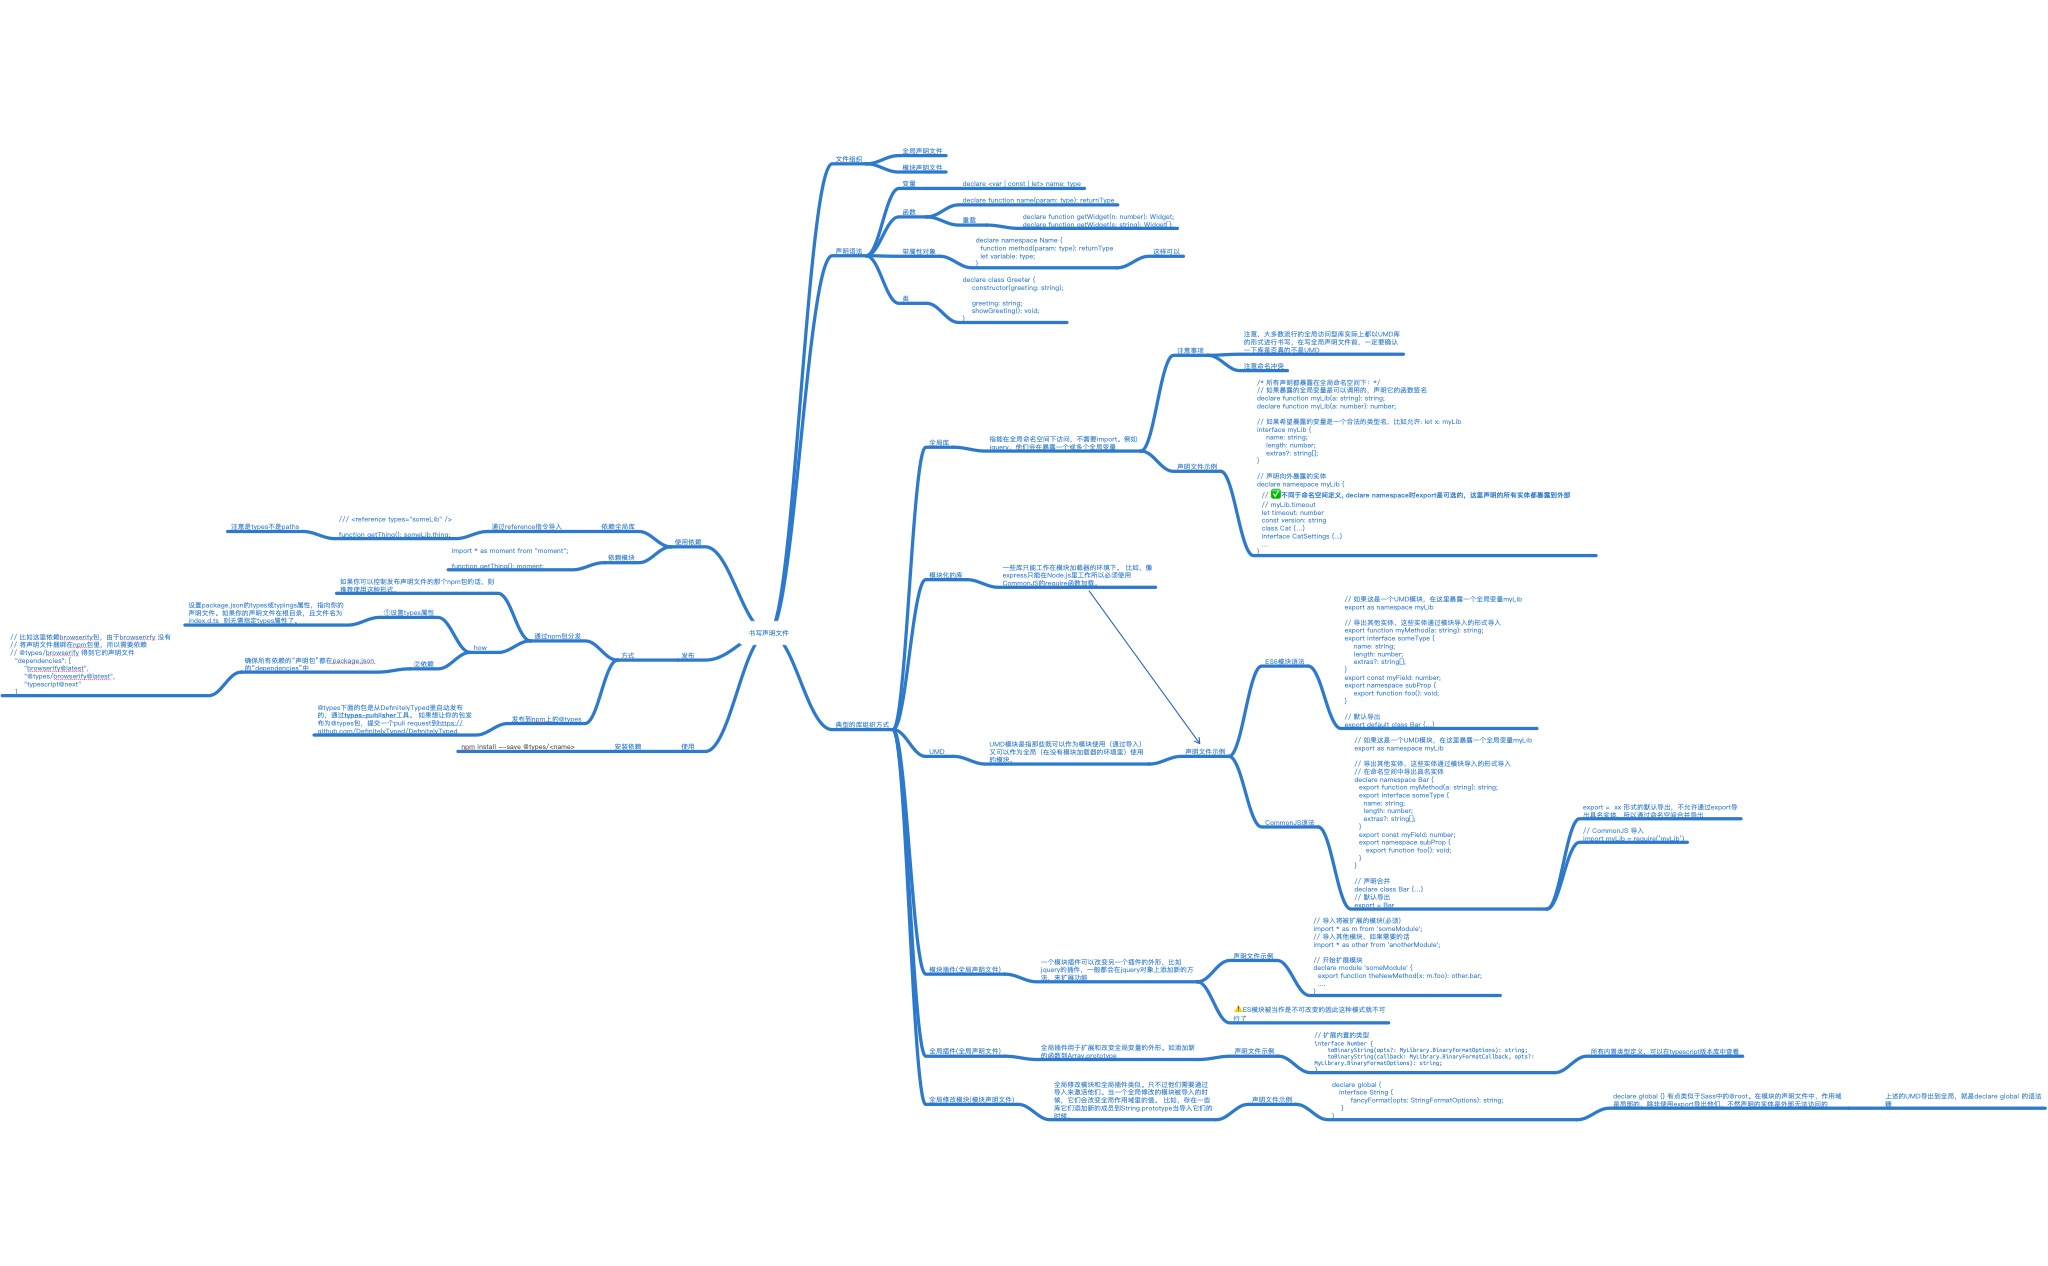 书写声明文件
文件组织
全局声明文件
模块声明文件
声明语法
变量
declare <var | const | let> name: type
函数
declare function name(param: type): returnType
重载
declare function getWidget(n: number): Widget;
declare function getWidget(s: string): Widget[];
带属性对象
declare namespace Name {
function method(param: type): returnType
let variable: type;
}
这样可以
类
declare class Greeter {
constructor(greeting: string);
greeting: string;
showGreeting(): void;
}
典型的库组织方式
全局库
指能在全局命名空间下访问，不需要import。例如
jquery，他们会在暴露一个或多个全局变量
注意事项
注意，大多数流行的全局访问型库实际上都以UMD库
的形式进行书写，在写全局声明文件前，一定要确认
一下库是否真的不是UMD
注意命名冲突
声明文件示例
/* 所有声明都暴露在全局命名空间下：*/
// 如果暴露的全局变量是可以调用的，声明它的函数签名
declare function myLib(a: string): string;
declare function myLib(a: number): number;
// 如果希望暴露的变量是一个合法的类型名，比如允许: let x: myLib
interface myLib {
name: string;
length: number;
extras?: string[];
}
// 声明向外暴露的实体
declare namespace myLib {
// ✅不同于命名空间定义, declare namespace时export是可选的，这里声明的所有实体都暴露到外部
// myLib.timeout
let timeout: number
const version: string
class Cat {...}
interface CatSettings {...}
...
}
模块化的库
一些库只能工作在模块加载器的环境下。 比如，像
express只能在Node.js里工作所以必须使用
CommonJS的require函数加载。
UMD
UMD模块是指那些既可以作为模块使用（通过导入）
又可以作为全局（在没有模块加载器的环境里）使用
的模块。
声明文件示例
ES6模块语法
// 如果这是一个UMD模块，在这里暴露一个全局变量myLib
export as namespace myLib
// 导出其他实体，这些实体通过模块导入的形式导入
export function myMethod(a: string): string;
export interface someType {
name: string;
length: number;
extras?: string[];
}
export const myField: number;
export namespace subProp {
export function foo(): void;
}
// 默认导出
export default class Bar {...}
CommonJS语法
// 如果这是一个UMD模块，在这里暴露一个全局变量myLib
export as namespace myLib
// 导出其他实体，这些实体通过模块导入的形式导入
// 在命名空间中导出具名实体
declare namespace Bar {
export function myMethod(a: string): string;
export interface someType {
name: string;
length: number;
extras?: string[];
}
export const myField: number;
export namespace subProp {
export function foo(): void;
}
}
// 声明合并
declare class Bar {...}
// 默认导出
export = Bar
export = xx 形式的默认导出，不允许通过export导
出具名实体，所以通过命名空间合并导出
// CommonJS 导入
import myLib = require('myLib')
模块插件(全局声明文件)
一个模块插件可以改变另一个插件的外形，比如
jquery的插件，一般都会在jquery对象上添加新的方
法，来扩展功能
声明文件示例
// 导入将被扩展的模块(必须)
import * as m from 'someModule';
// 导入其他模块，如果需要的话
import * as other from 'anotherModule';
// 开始扩展模块
declare module 'someModule' {
export function theNewMethod(x: m.foo): other.bar;
....
}
⚠️ES模块被当作是不可改变的因此这种模式就不可
行了
全局插件(全局声明文件)
全局插件用于扩展和改变全局变量的外形，如添加新
的函数到Array.prototype
声明文件示例
// 扩展内置的类型
interface Number {
toBinaryString(opts?: MyLibrary.BinaryFormatOptions): string;
toBinaryString(callback: MyLibrary.BinaryFormatCallback, opts?:
MyLibrary.BinaryFormatOptions): string;
}
所有内置类型定义，可以在typescript版本库中查看
全局修改模块(模块声明文件)
全局修改模块和全局插件类似。只不过他们需要通过
导入来激活他们。当一个全局修改的模块被导入的时
候，它们会改变全局作用域里的值。 比如，存在一些
库它们添加新的成员到String.prototype当导入它们的
时候。
声明文件示例
declare global {
interface String {
fancyFormat(opts: StringFormatOptions): string;
}
}
declare global {} 有点类似于Sass中的@root。在模块的声明文件中，作用域
是局部的，除非使用export导出他们，不然声明的实体是外部无法访问的
上述的UMD导出到全局，就是declare global 的语法
糖
使用依赖
依赖全局库
通过reference指令导入
/// <reference types="someLib" />
function getThing(): someLib.thing;
注意是types不是paths
依赖模块
import * as moment from "moment";
function getThing(): moment;
发布
方式
通过npm包分发
如果你可以控制发布声明文件的那个npm包的话，则
推荐使用这种形式
how
①设置types属性
设置package.json的types或typings属性，指向你的
声明文件。如果你的声明文件在根目录，且文件名为
index.d.ts，则无需指定types属性了。
②依赖
确保所有依赖的“声明包”都在package.json
的“dependencies”中
// 比如这里依赖browserify包，由于browserirfy 没有
// 将声明文件捆绑在npm包里，所以需要依赖
// @types/browserify 得到它的声明文件
"dependencies": [
"browserify@latest",
"@types/browserify@latest",
"typescript@next"
]
发布到npm上的@types
@types下面的包是从DefinitelyTyped里自动发布
的，通过types-publisher工具。 如果想让你的包发
布为@types包，提交一个pull request到https://
github.com/DefinitelyTyped/DefinitelyTyped
使用
安装依赖
npm install --save @types/<name>